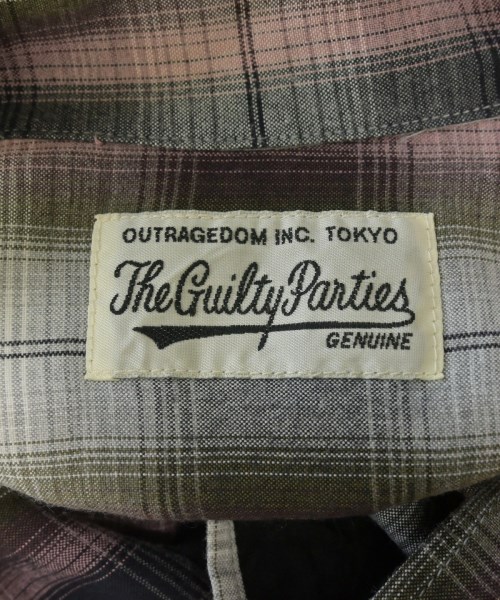 OUTRAGEDOM INC. TOKYO
The Guilty Parties
GENUINE